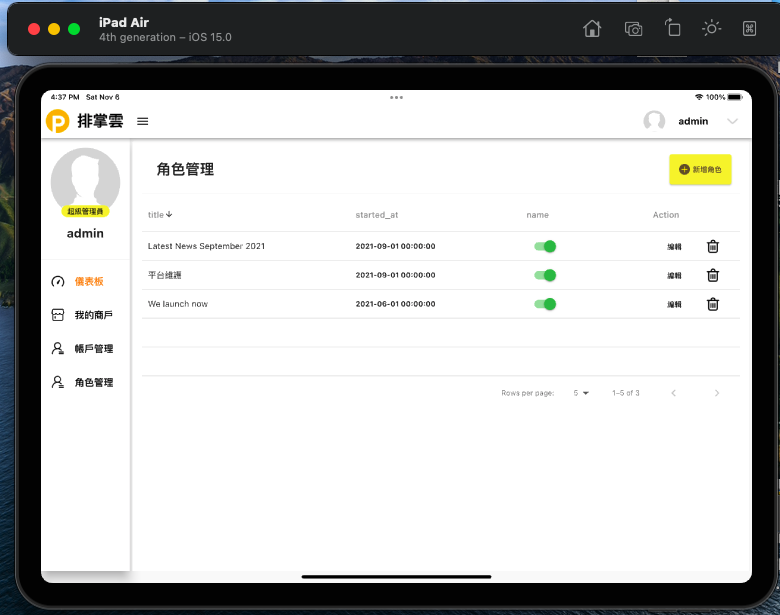 iPad Air
4th generation – iOS 15.0
4:37 PM Sat Nov 6
100%
P 排掌雲
admin
超級管理員
admin
儀表板
我的商戶
帳戶管理
角色管理
角色管理
新增角色
title started_at name Action
Latest News September 2021 2021-09-01 00:00:00 編輯
平台維護 2021-09-01 00:00:00 編輯
We launch now 2021-06-01 00:00:00 編輯
Rows per page: 5 1–5 of 3